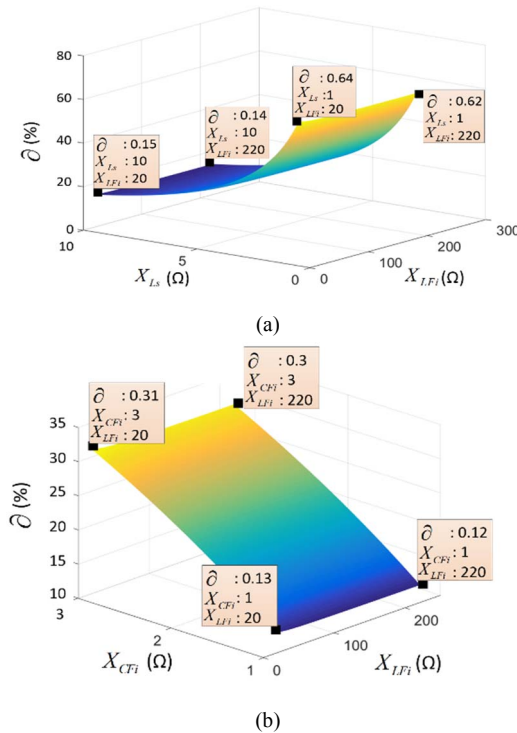 80
60
40
20
0
∂ (%)
∂ : 0.15
X_Ls : 10
X_LFi : 20
∂ : 0.14
X_Ls : 10
X_LFi : 220
∂ : 0.64
X_Ls : 1
X_LFi : 20
∂ : 0.62
X_Ls : 1
X_LFi : 220
10
5
0
X_Ls (Ω)
0
100
200
300
X_LFi (Ω)
(a)
35
30
25
20
15
10
∂ (%)
∂ : 0.31
X_CFi : 3
X_LFi : 20
∂ : 0.3
X_CFi : 3
X_LFi : 220
∂ : 0.13
X_CFi : 1
X_LFi : 20
∂ : 0.12
X_CFi : 1
X_LFi : 220
3
2
1
X_CFi (Ω)
0
100
200
X_LFi (Ω)
(b)